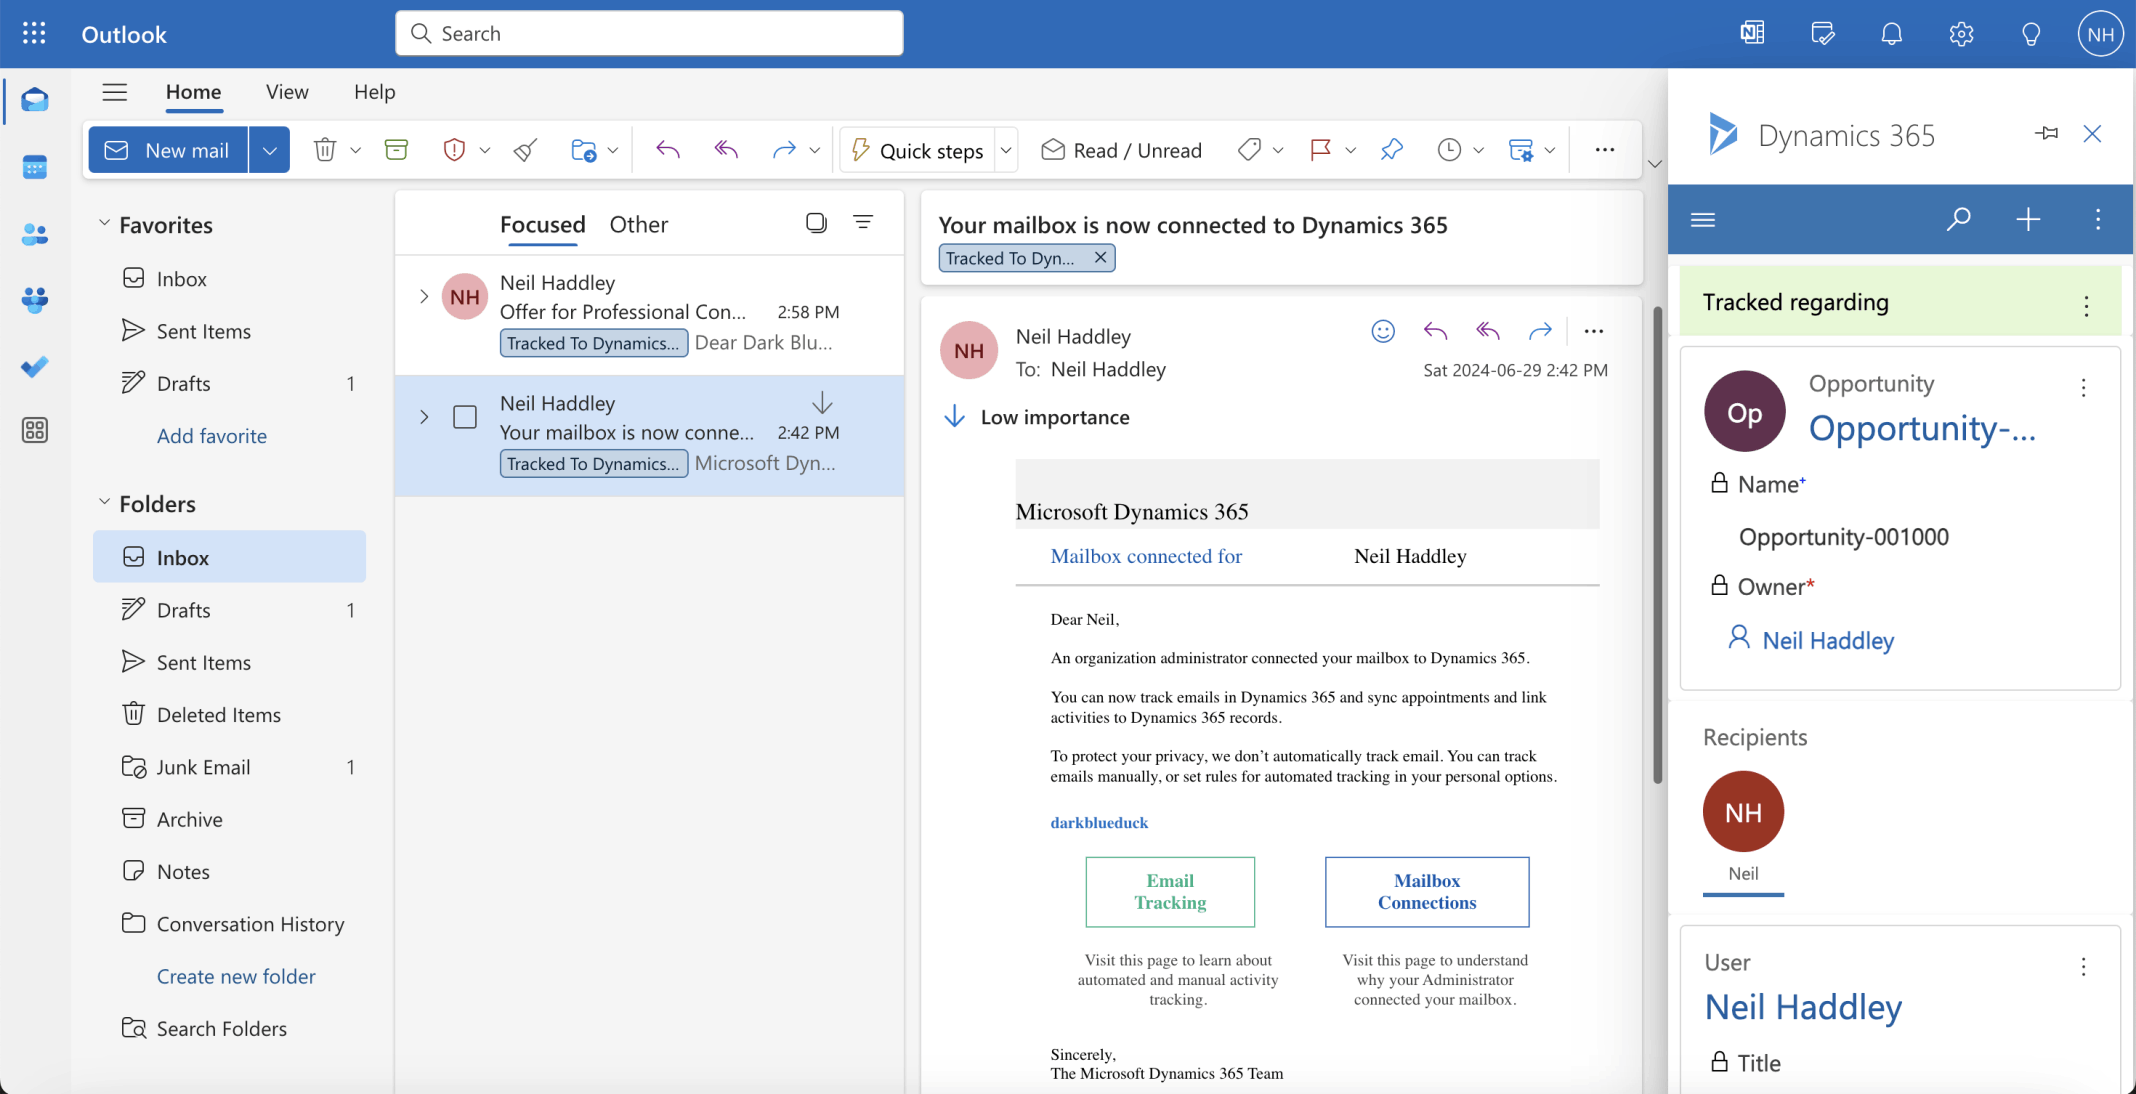 Outlook
Search
NH
Home
View
Help
New mail
Quick steps
Read / Unread
Favorites
Inbox
Sent Items
Drafts 1
Add favorite
Folders
Inbox
Drafts 1
Sent Items
Deleted Items
Junk Email 1
Archive
Notes
Conversation History
Create new folder
Search Folders
Focused
Other
NH
Neil Haddley
Offer for Professional Con... 2:58 PM
Tracked To Dynamics... Dear Dark Blu...
Neil Haddley
Your mailbox is now conne... 2:42 PM
Tracked To Dynamics... Microsoft Dyn...
Your mailbox is now connected to Dynamics 365
Tracked To Dyn...
NH
Neil Haddley
To: Neil Haddley
Sat 2024-06-29 2:42 PM
Low importance
Microsoft Dynamics 365
Mailbox connected for Neil Haddley
Dear Neil,
An organization administrator connected your mailbox to Dynamics 365.
You can now track emails in Dynamics 365 and sync appointments and link
activities to Dynamics 365 records.
To protect your privacy, we don’t automatically track email. You can track
emails manually, or set rules for automated tracking in your personal options.
darkblueduck
Email
Tracking
Mailbox
Connections
Visit this page to learn about
automated and manual activity
tracking.
Visit this page to understand
why your Administrator
connected your mailbox.
Sincerely,
The Microsoft Dynamics 365 Team
Dynamics 365
Tracked regarding
Op
Opportunity
Opportunity-...
Name+
Opportunity-001000
Owner*
Neil Haddley
Recipients
NH
Neil
User
Neil Haddley
Title